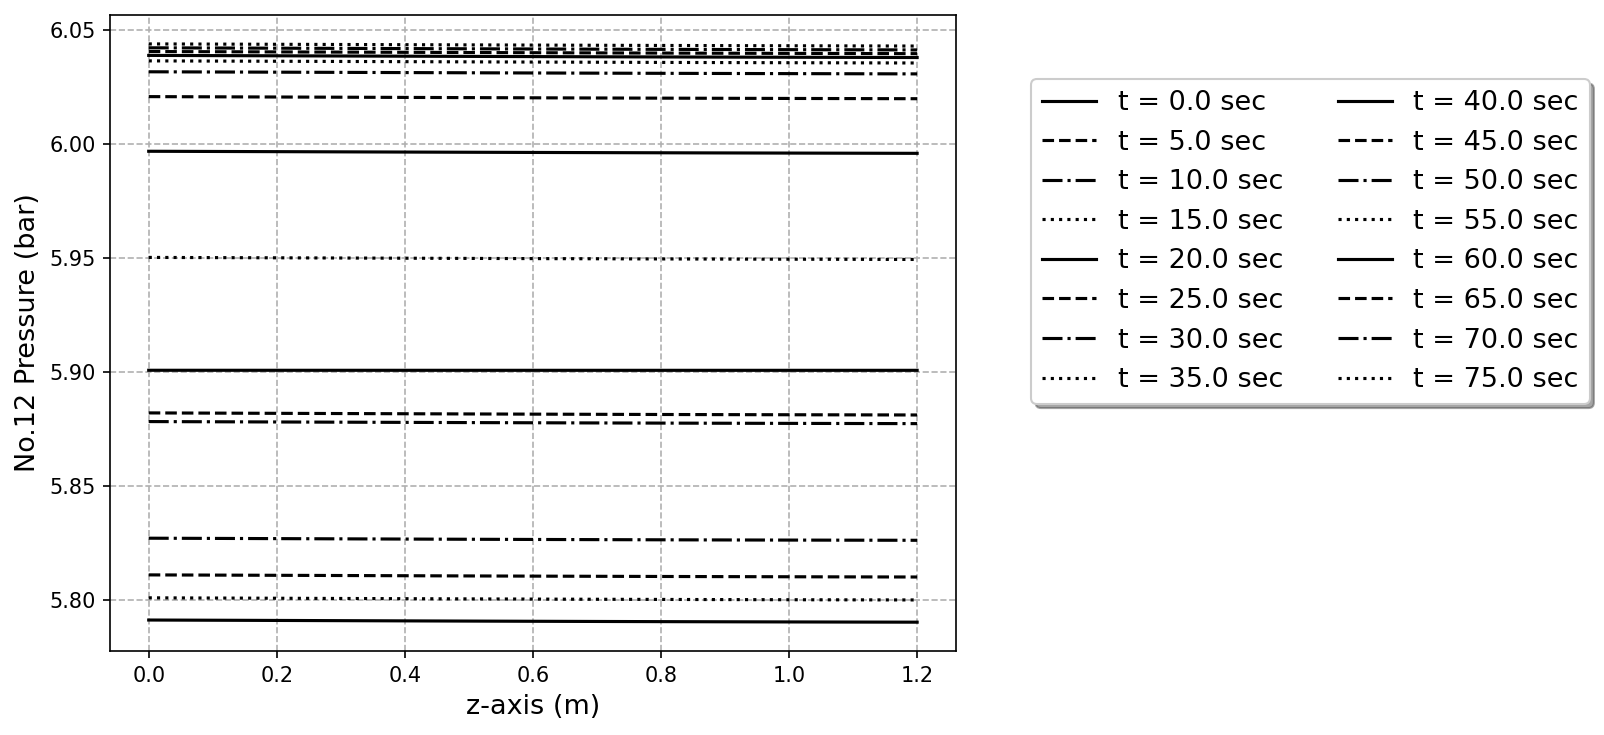 6.05
6.00
5.95
5.90
5.85
5.80
No.12 Pressure (bar)
0.0 0.2 0.4 0.6 0.8 1.0 1.2
z-axis (m)
t = 0.0 sec
t = 5.0 sec
t = 10.0 sec
t = 15.0 sec
t = 20.0 sec
t = 25.0 sec
t = 30.0 sec
t = 35.0 sec
t = 40.0 sec
t = 45.0 sec
t = 50.0 sec
t = 55.0 sec
t = 60.0 sec
t = 65.0 sec
t = 70.0 sec
t = 75.0 sec